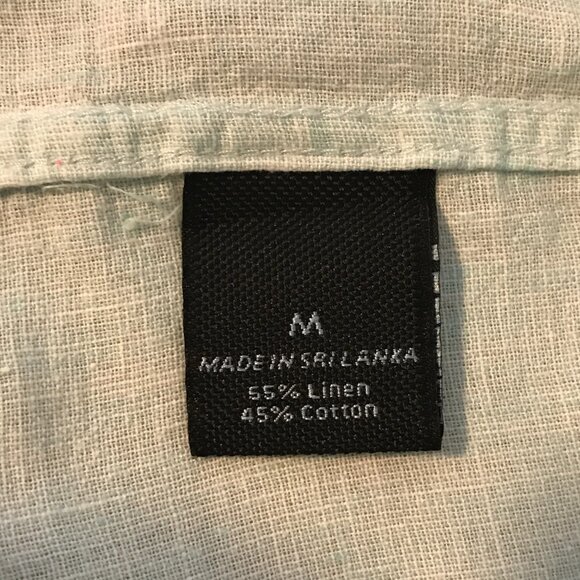 M
MADE IN SRI LANKA
55% Linen
45% Cotton